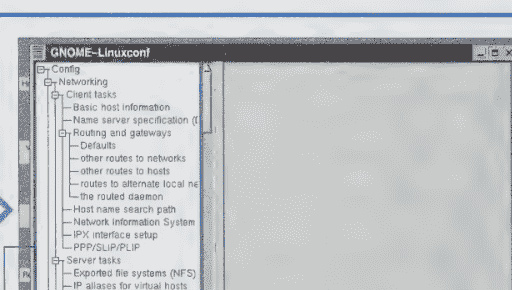 GNOME-Linuxconf
Config
Networking
Client tasks
Basic host information
Name server specification (
Routing and gateways
Defaults
other routes to networks
other routes to hosts
routes to alternate local ne
the routed daemon
Host name search path
Network Information System
IPX interface setup
PPP/SLIP/PLIP
Server tasks
Exported file systems (NFS)
IP aliases for virtual hosts